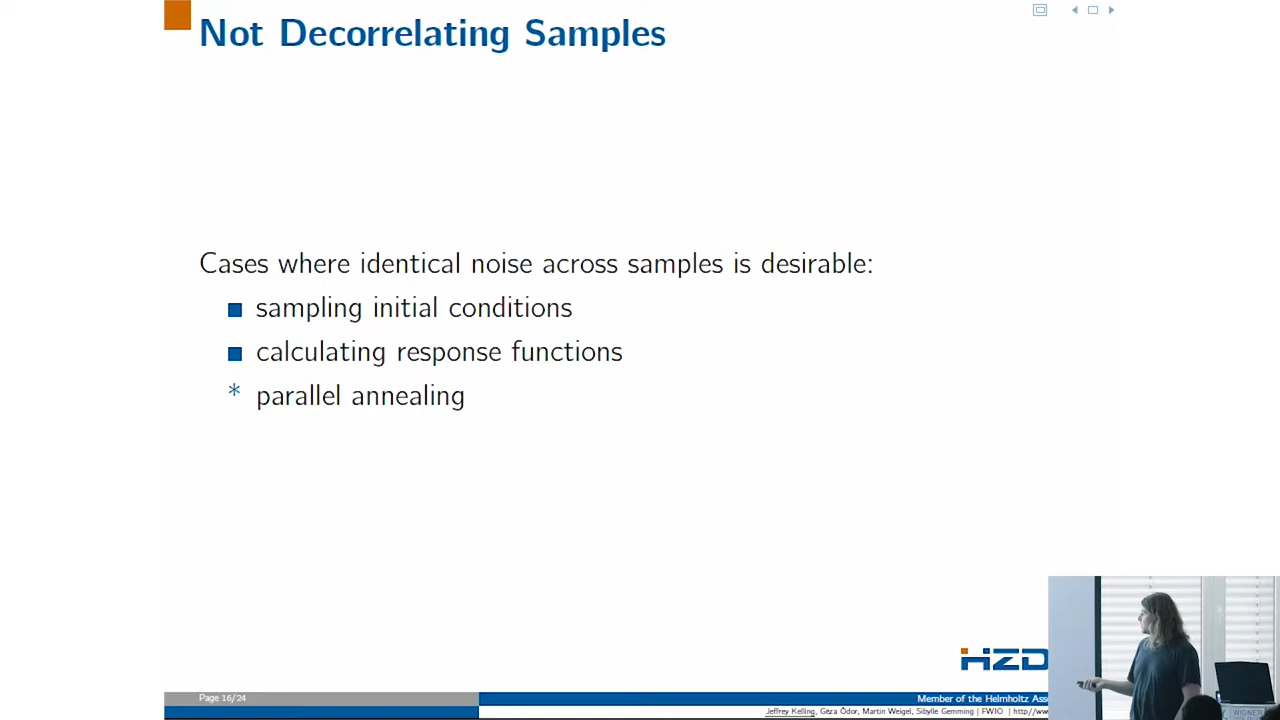 Not Decorrelating Samples
Cases where identical noise across samples is desirable:
sampling initial conditions
calculating response functions
* parallel annealing
HZD
Page 16/24
Member of the Helmholtz Ass
Jeffrey Kelling, Géza Ódor, Martin Weigel, Sibylle Gemming | FWIO | http://ww
WIGNER